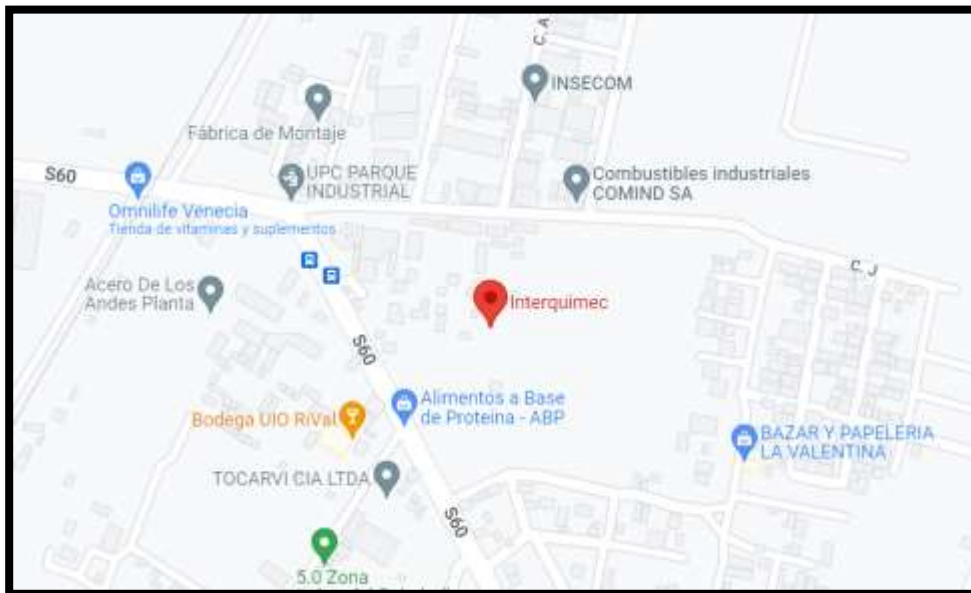 C. A
INSECOM
Fábrica de Montaje
S60
UPC PARQUE
INDUSTRIAL
Combustibles industriales
COMIND SA
Omnilife Venecia
Tienda de vitaminas y suplementos
C. J
Acero De Los
Andes Planta
Interquimec
S60
Alimentos a Base
de Proteina - ABP
Bodega UIO RiVal
BAZAR Y PAPELERIA
LA VALENTINA
TOCARVI CIA LTDA
S60
5.0 Zona